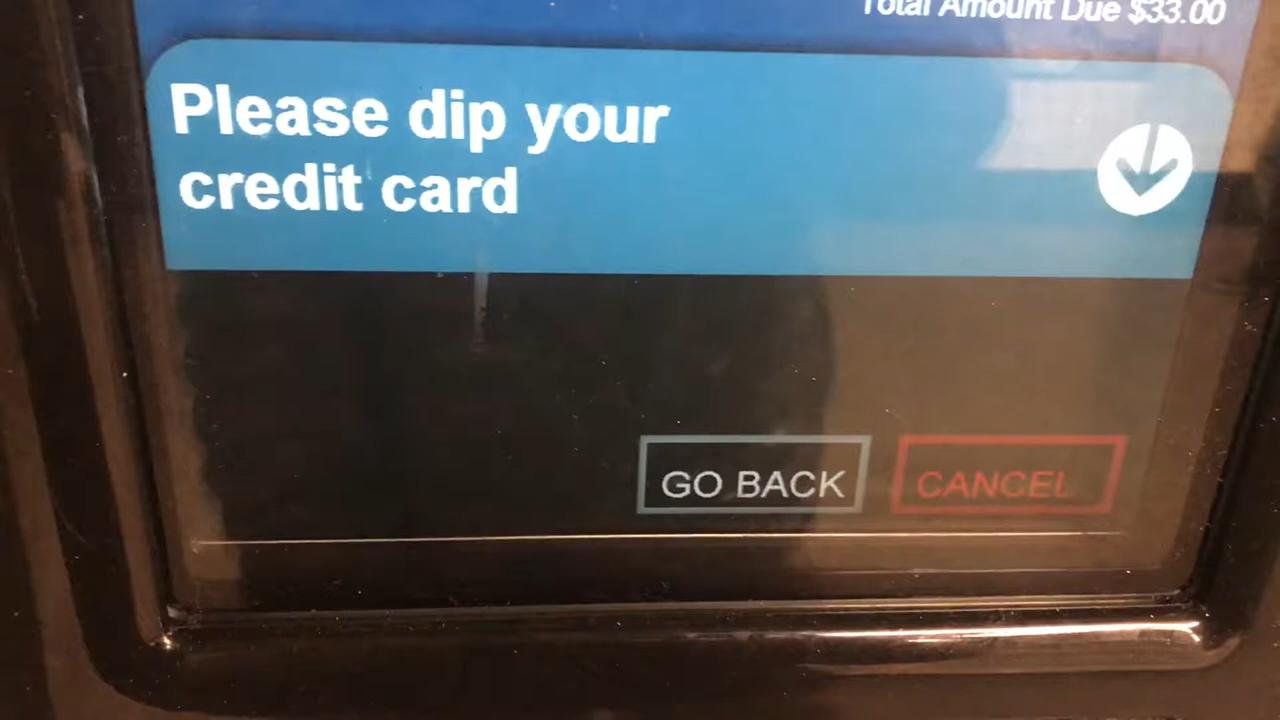 Total Amount Due $33.00
Please dip your
credit card
GO BACK
CANCEL